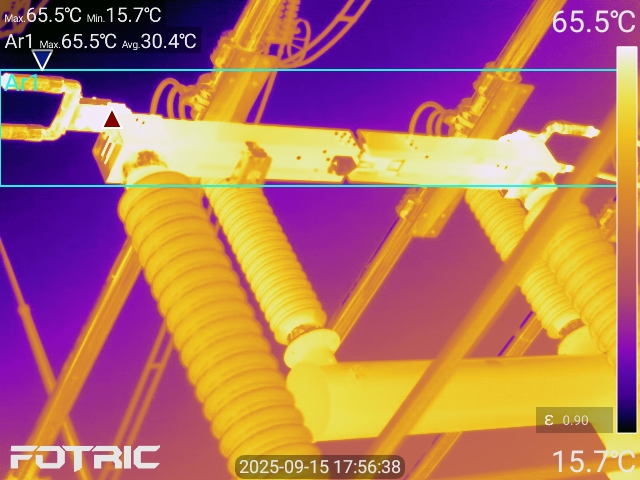 Max.65.5℃ Min.15.7℃
65.5℃
Ar1 Max.65.5℃ Avg.30.4℃
Ar1
ε 0.90
FOTRIC
2025-09-15 17:56:38
15.7℃